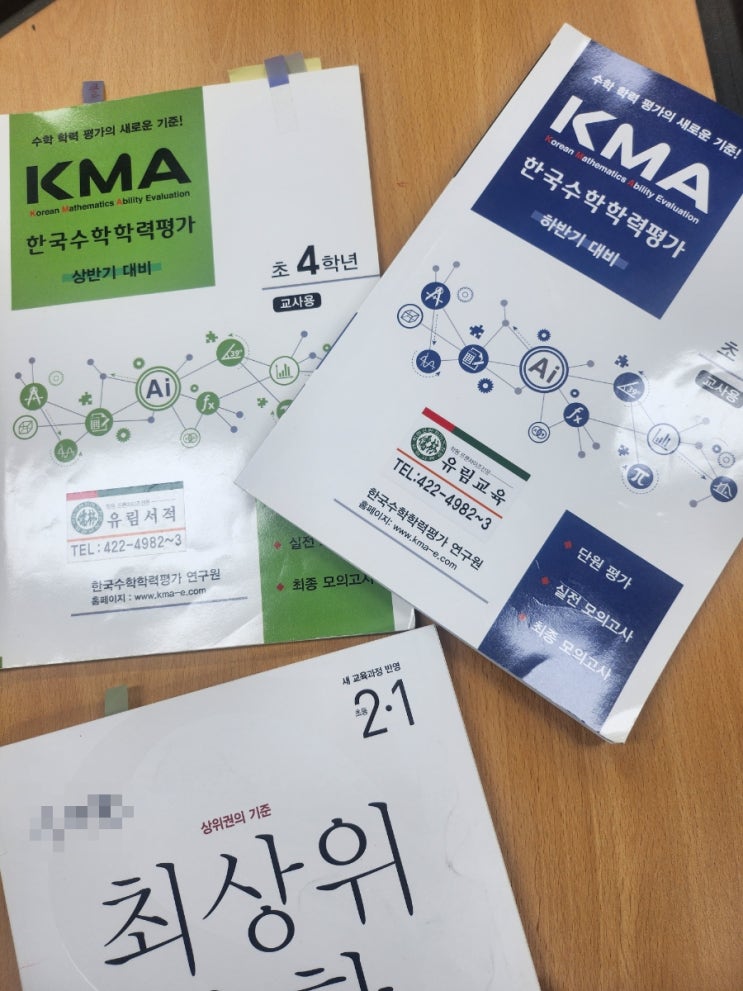 수학 학력 평가의 새로운 기준!
KMA
Korean Mathematics Ability Evaluation
한국수학학력평가
상반기 대비
초 4 학년
교사용
Ai
39°
fx
유림서적
TEL:422-4982~3
한국수학학력평가 연구원
홈페이지 : www.kma-e.com
실전
최종 모의고사
수학 학력 평가의 새로운 기준!
KMA
Korean Mathematics Ability Evaluation
한국수학학력평가
하반기 대비
초
교사용
Ai
39°
fx
π
유림교육
TEL:422-4982~3
한국수학학력평가 연구원
홈페이지: www.kma-e.com
단원 평가
실전 모의고사
최종 모의고사
새 교육과정 반영
초등 2·1
상위권의 기준
최상위